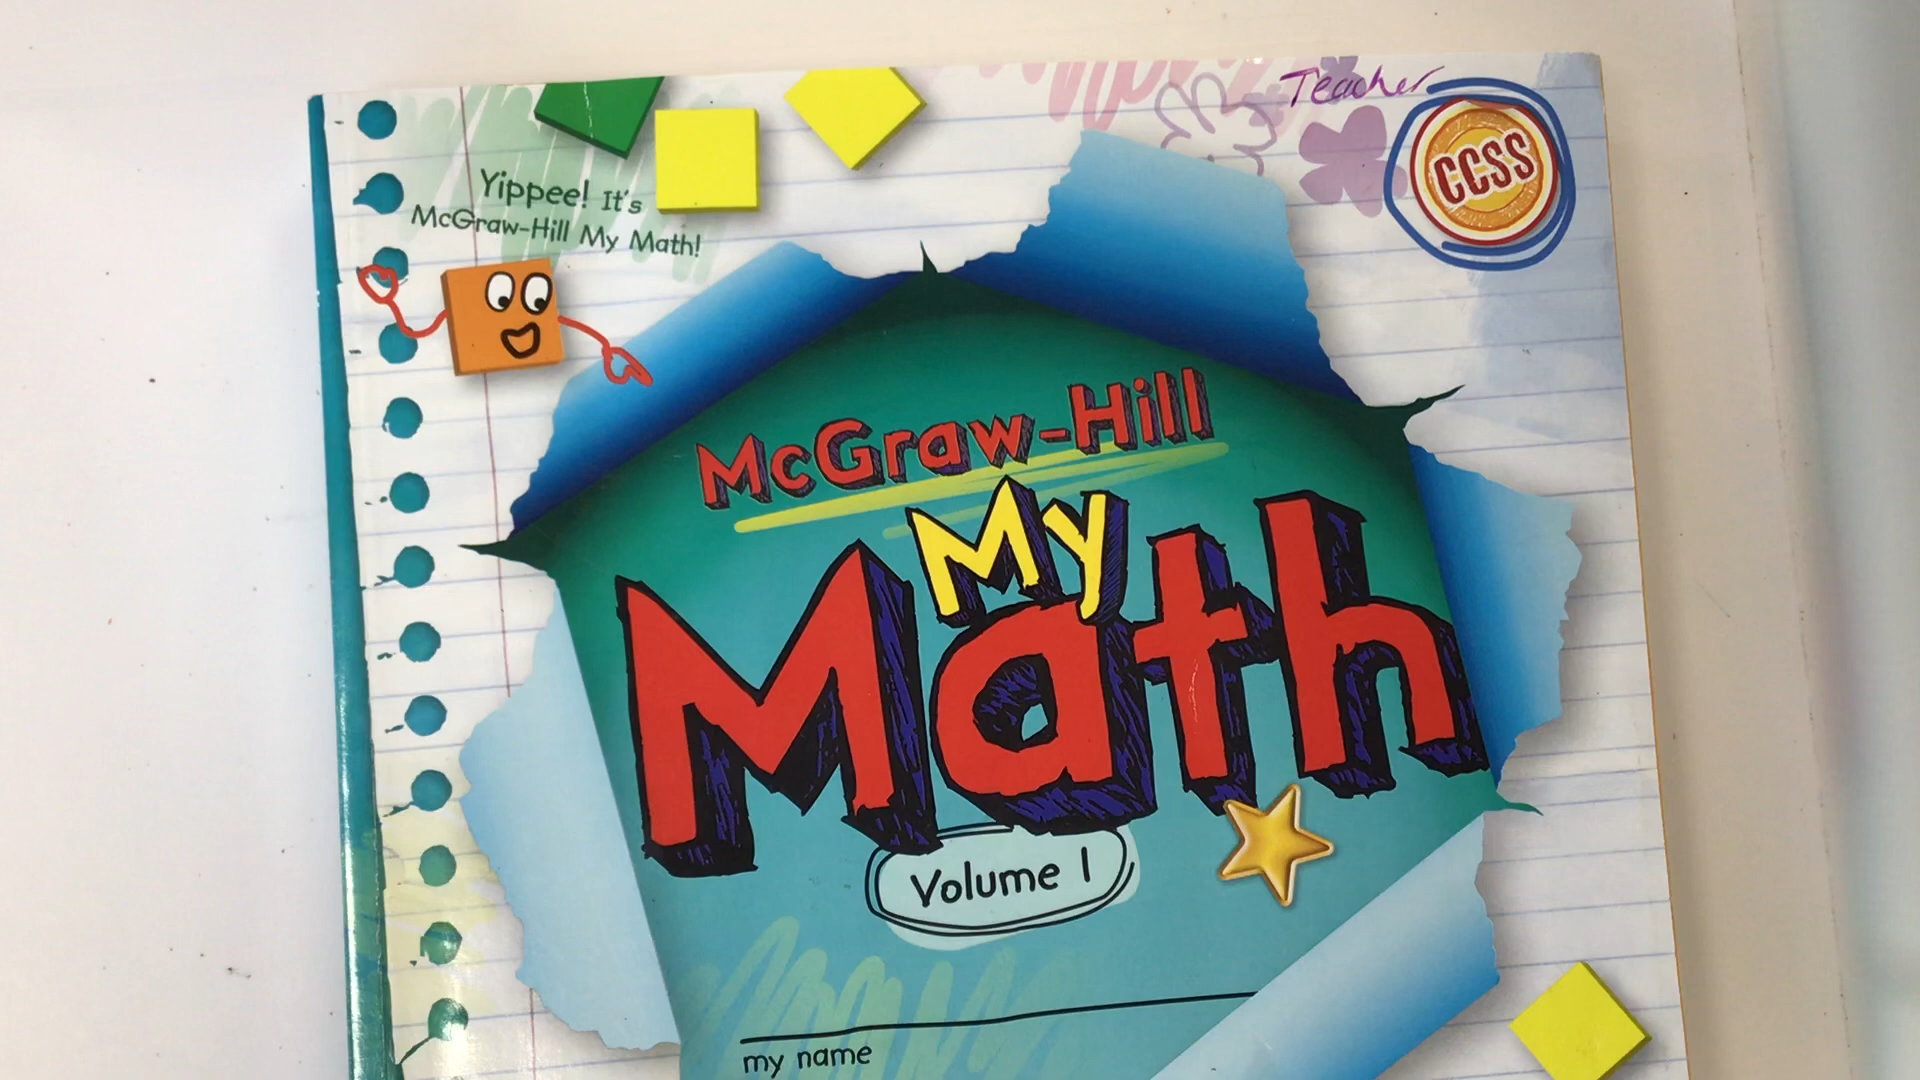 Teacher
CCSS
Yippee! It's
McGraw-Hill My Math!
McGraw-Hill
My
Math
Volume 1
my name